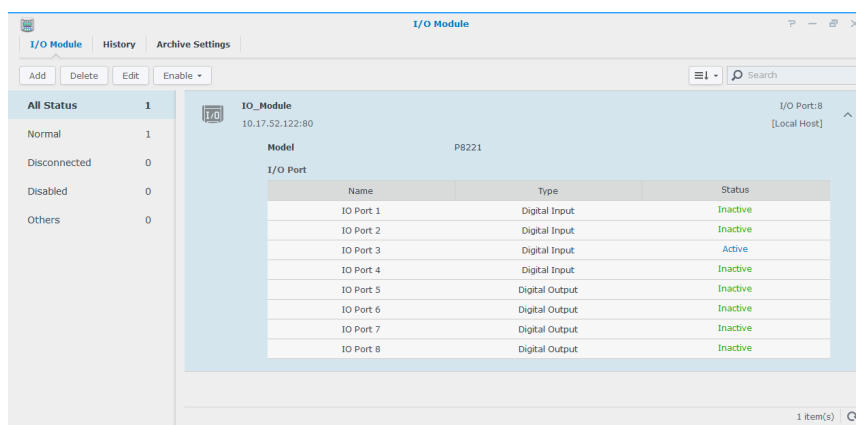 I/O Module
I/O Module History Archive Settings
Add Delete Edit Enable Search
All Status 1
Normal 1
Disconnected 0
Disabled 0
Others 0
I/O
IO_Module I/O Port:8
10.17.52.122:80 [Local Host]
Model P8221
I/O Port
Name Type Status
IO Port 1 Digital Input Inactive
IO Port 2 Digital Input Inactive
IO Port 3 Digital Input Active
IO Port 4 Digital Input Inactive
IO Port 5 Digital Output Inactive
IO Port 6 Digital Output Inactive
IO Port 7 Digital Output Inactive
IO Port 8 Digital Output Inactive
1 item(s)